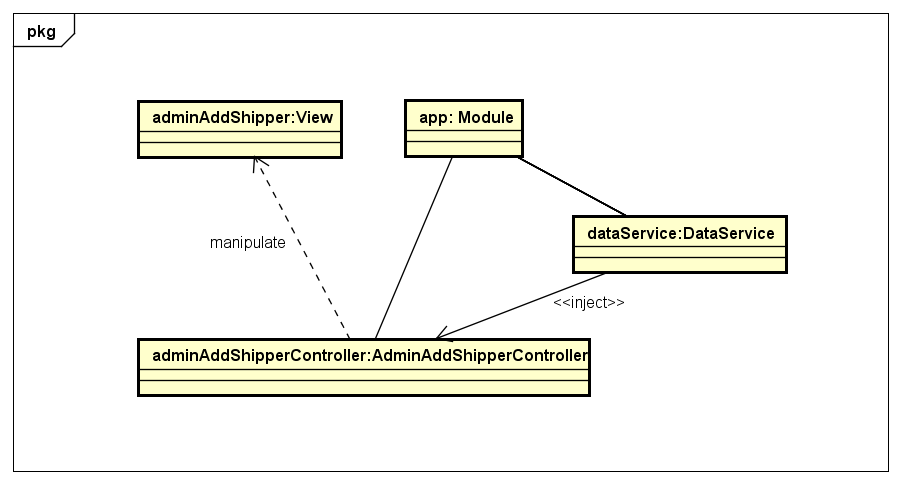 pkg
adminAddShipper:View
app: Module
dataService:DataService
manipulate
<<inject>>
adminAddShipperController:AdminAddShipperController